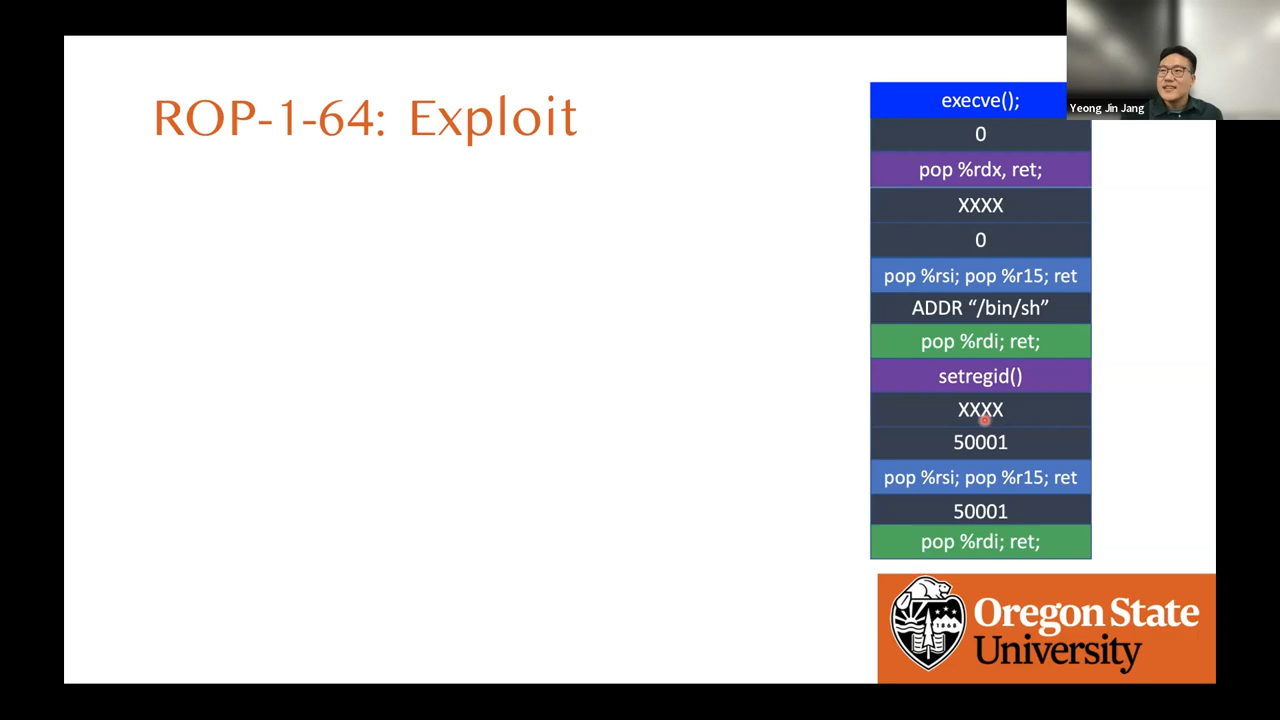 ROP-1-64: Exploit
execve();
0
pop %rdx, ret;
XXXX
0
pop %rsi; pop %r15; ret
ADDR “/bin/sh”
pop %rdi; ret;
setregid()
XXXX
50001
pop %rsi; pop %r15; ret
50001
pop %rdi; ret;
Yeong Jin Jang
Oregon State
University